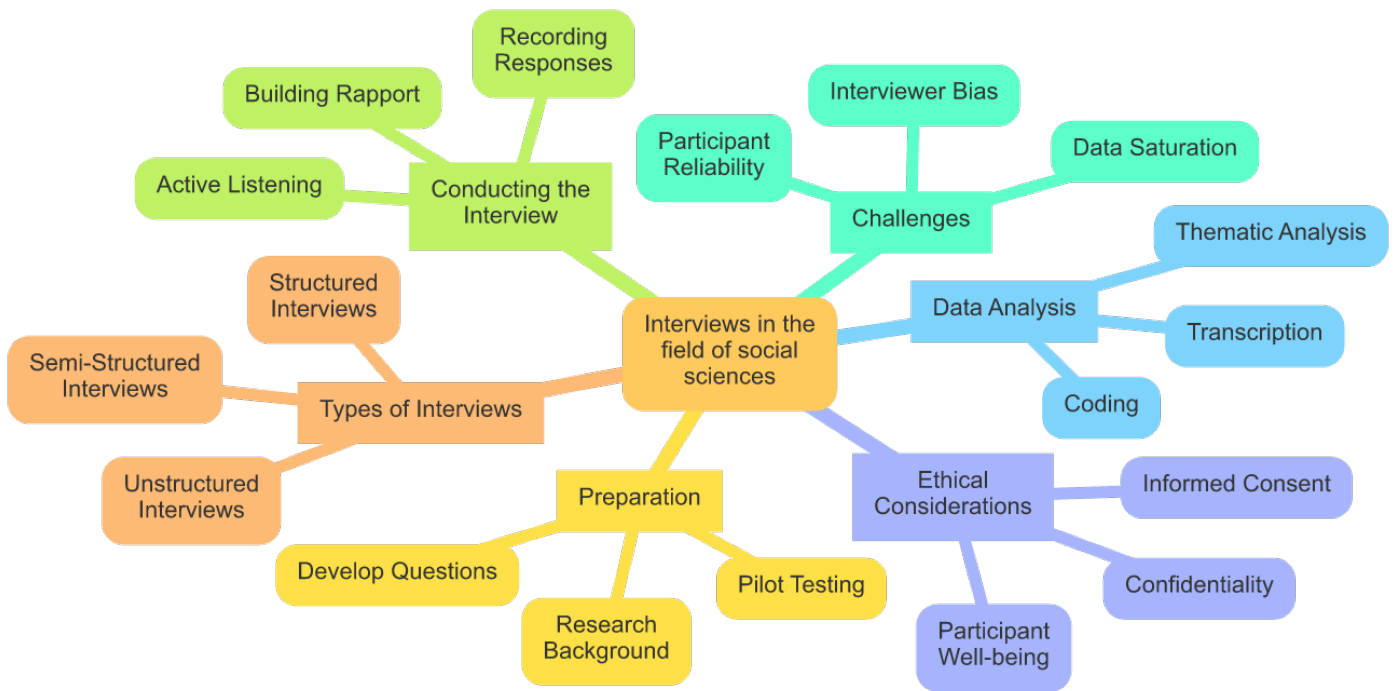 Interviews in the
field of social
sciences
Conducting the
Interview
Recording
Responses
Building Rapport
Active Listening
Challenges
Participant
Reliability
Interviewer Bias
Data Saturation
Data Analysis
Thematic Analysis
Transcription
Coding
Ethical
Considerations
Informed Consent
Confidentiality
Participant
Well-being
Preparation
Develop Questions
Research
Background
Pilot Testing
Types of Interviews
Structured
Interviews
Semi-Structured
Interviews
Unstructured
Interviews